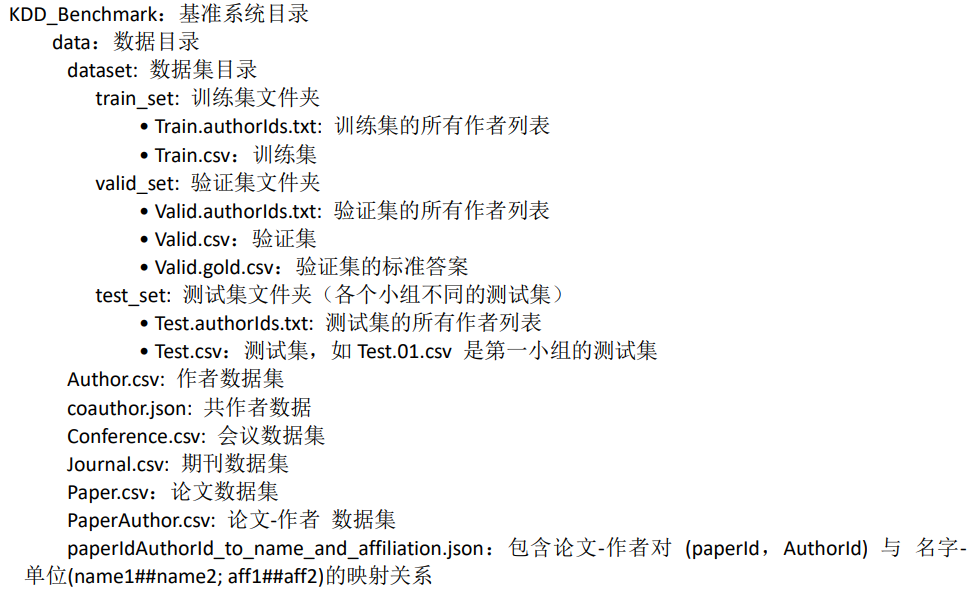 KDD_Benchmark：基准系统目录
data：数据目录
dataset: 数据集目录
train_set: 训练集文件夹
• Train.authorIds.txt: 训练集的所有作者列表
• Train.csv：训练集
valid_set: 验证集文件夹
• Valid.authorIds.txt: 验证集的所有作者列表
• Valid.csv：验证集
• Valid.gold.csv：验证集的标准答案
test_set: 测试集文件夹（各个小组不同的测试集）
• Test.authorIds.txt: 测试集的所有作者列表
• Test.csv：测试集，如 Test.01.csv 是第一小组的测试集
Author.csv: 作者数据集
coauthor.json: 共作者数据
Conference.csv: 会议数据集
Journal.csv: 期刊数据集
Paper.csv：论文数据集
PaperAuthor.csv: 论文-作者 数据集
paperIdAuthorId_to_name_and_affiliation.json：包含论文-作者对 (paperId，AuthorId) 与 名字-
单位(name1##name2; aff1##aff2)的映射关系